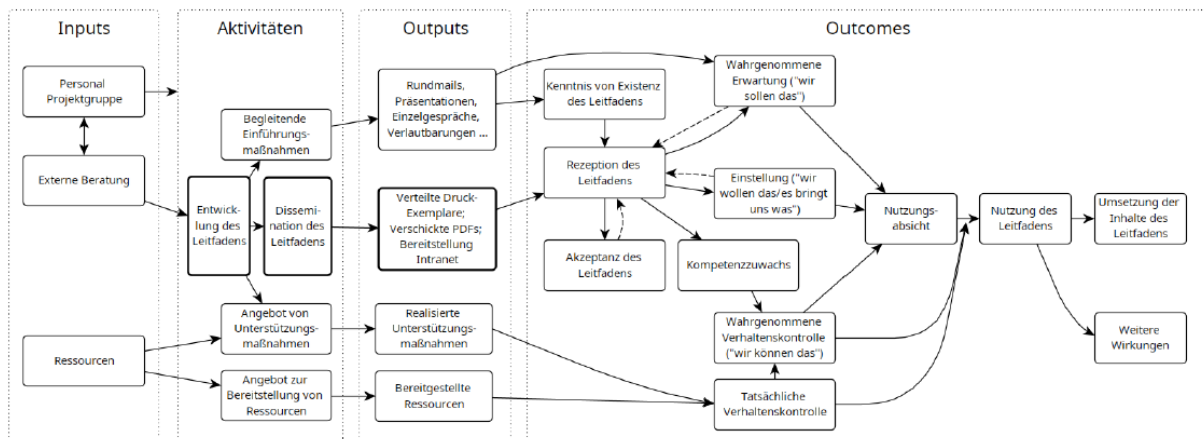 Inputs
Aktivitäten
Outputs
Outcomes
Personal
Projektgruppe
Externe Beratung
Ressourcen
Begleitende
Einführungs-
maßnahmen
Entwick-
lung des
Leitfadens
Dissemi-
nation des
Leitfadens
Angebot von
Unterstützungs-
maßnahmen
Angebot zur
Bereitstellung von
Ressourcen
Rundmails,
Präsentationen,
Einzelgespräche,
Verlautbarungen ...
Verteilte Druck-
Exemplare;
Verschickte PDFs;
Bereitstellung
Intranet
Realisierte
Unterstützungs-
maßnahmen
Bereitgestellte
Ressourcen
Kenntnis von Existenz
des Leitfadens
Rezeption des
Leitfadens
Akzeptanz des
Leitfadens
Wahrgenommene
Erwartung ("wir
sollen das")
Einstellung ("wir
wollen das/es bringt
uns was")
Kompetenzzuwachs
Wahrgenommene
Verhaltenskontrolle
("wir können das")
Tatsächliche
Verhaltenskontrolle
Nutzungs-
absicht
Nutzung des
Leitfadens
Umsetzung der
Inhalte des
Leitfadens
Weitere
Wirkungen